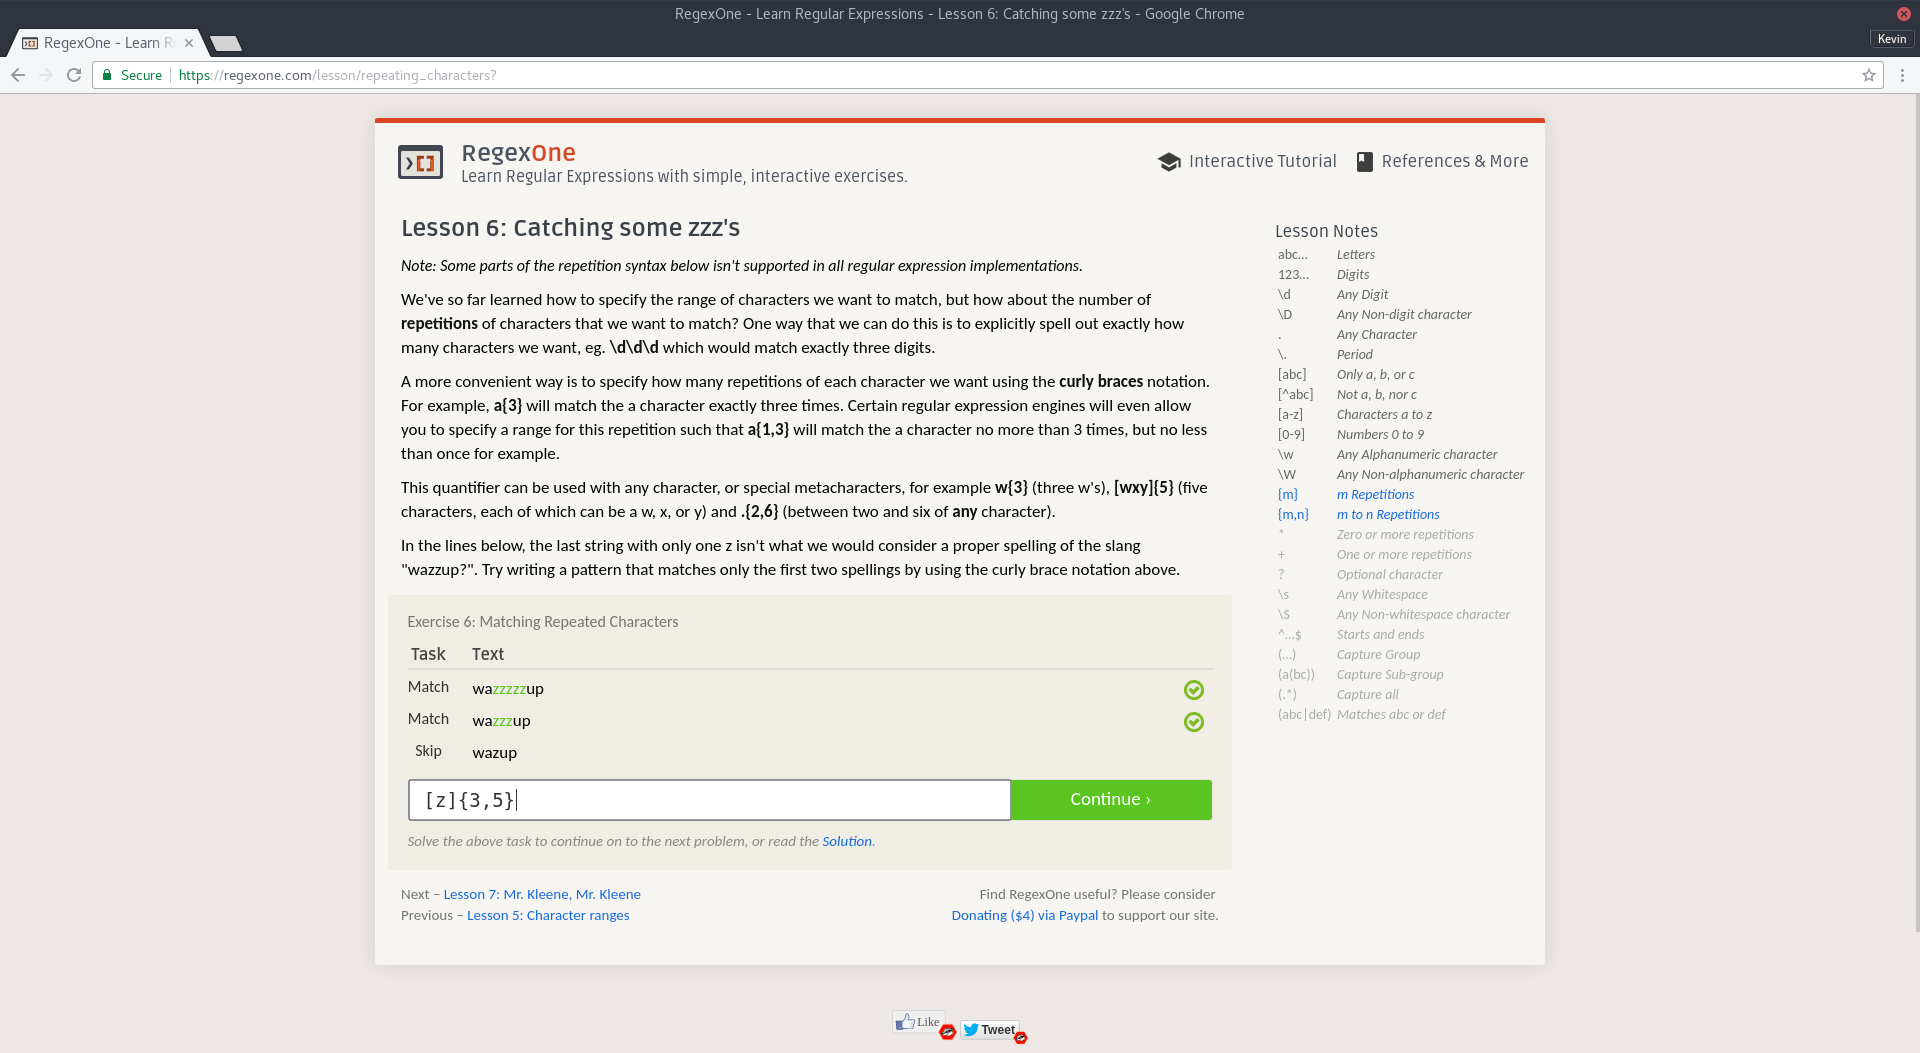 RegexOne - Learn Regular Expressions - Lesson 6: Catching some zzz's - Google Chrome
RegexOne - Learn R
Kevin
Secure
https://regexone.com/lesson/repeating_characters?
RegexOne
Learn Regular Expressions with simple, interactive exercises.
Interactive Tutorial
References & More
Lesson 6: Catching some zzz's
Note: Some parts of the repetition syntax below isn't supported in all regular expression implementations.
We've so far learned how to specify the range of characters we want to match, but how about the number of
repetitions of characters that we want to match? One way that we can do this is to explicitly spell out exactly how
many characters we want, eg. \d\d\d which would match exactly three digits.
A more convenient way is to specify how many repetitions of each character we want using the curly braces notation.
For example, a{3} will match the a character exactly three times. Certain regular expression engines will even allow
you to specify a range for this repetition such that a{1,3} will match the a character no more than 3 times, but no less
than once for example.
This quantifier can be used with any character, or special metacharacters, for example w{3} (three w's), [wxy]{5} (five
characters, each of which can be a w, x, or y) and .{2,6} (between two and six of any character).
In the lines below, the last string with only one z isn't what we would consider a proper spelling of the slang
"wazzup?". Try writing a pattern that matches only the first two spellings by using the curly brace notation above.
Exercise 6: Matching Repeated Characters
Task Text
Match wazzzzzup
Match wazzzup
Skip wazup
[z]{3,5}
Continue ›
Solve the above task to continue on to the next problem, or read the Solution.
Next – Lesson 7: Mr. Kleene, Mr. Kleene
Previous – Lesson 5: Character ranges
Find RegexOne useful? Please consider
Donating ($4) via Paypal to support our site.
Lesson Notes
abc… Letters
123… Digits
\d Any Digit
\D Any Non-digit character
. Any Character
\. Period
[abc] Only a, b, or c
[^abc] Not a, b, nor c
[a-z] Characters a to z
[0-9] Numbers 0 to 9
\w Any Alphanumeric character
\W Any Non-alphanumeric character
{m} m Repetitions
{m,n} m to n Repetitions
* Zero or more repetitions
+ One or more repetitions
? Optional character
\s Any Whitespace
\S Any Non-whitespace character
^…$ Starts and ends
(…) Capture Group
(a(bc)) Capture Sub-group
(.*) Capture all
(abc|def) Matches abc or def
Like
Tweet